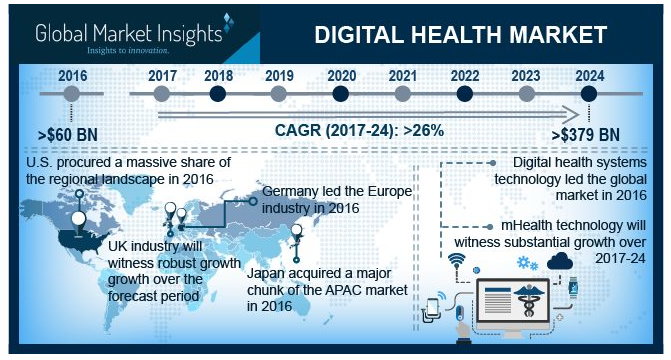 Global Market Insights
Insights to innovation.
DIGITAL HEALTH MARKET
2016 2017 2018 2019 2020 2021 2022 2023 2024
>$60 BN
CAGR (2017-24): >26%
>$379 BN
U.S. procured a massive share of
the regional landscape in 2016
Germany led the Europe
industry in 2016
UK industry will
witness robust growth
growth over the
forecast period
Japan acquired a major
chunk of the APAC market
in 2016
Digital health systems
technology led the global
market in 2016
mHealth technology will
witness substantial growth over
2017-24